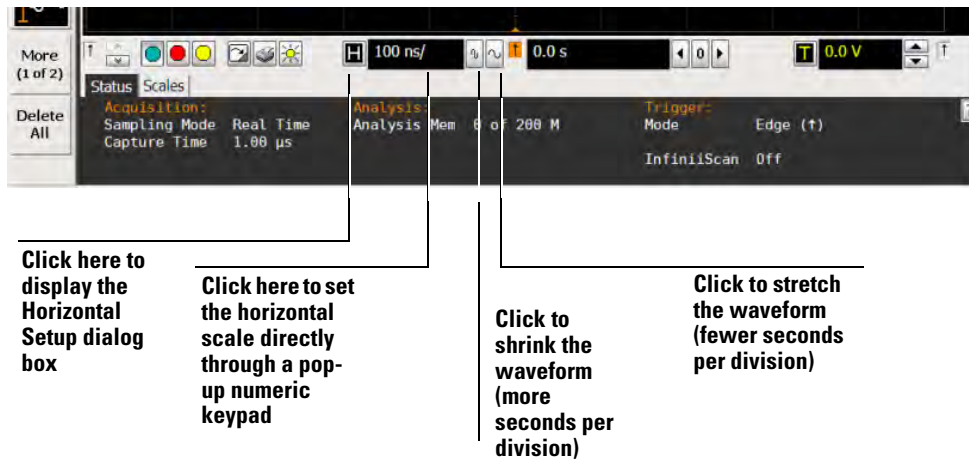 More
(1 of 2)
Delete
All
H 100 ns/ 0.0 s 0 T 0.0 V
Status Scales
Acquisition: Analysis: Trigger:
Sampling Mode Real Time Analysis Mem 0 of 200 M Mode Edge (↑)
Capture Time 1.00 µs
InfiniiScan Off
Click here to
display the
Horizontal
Setup dialog
box
Click here to set
the horizontal
scale directly
through a pop-
up numeric
keypad
Click to
shrink the
waveform
(more
seconds per
division)
Click to stretch
the waveform
(fewer seconds
per division)